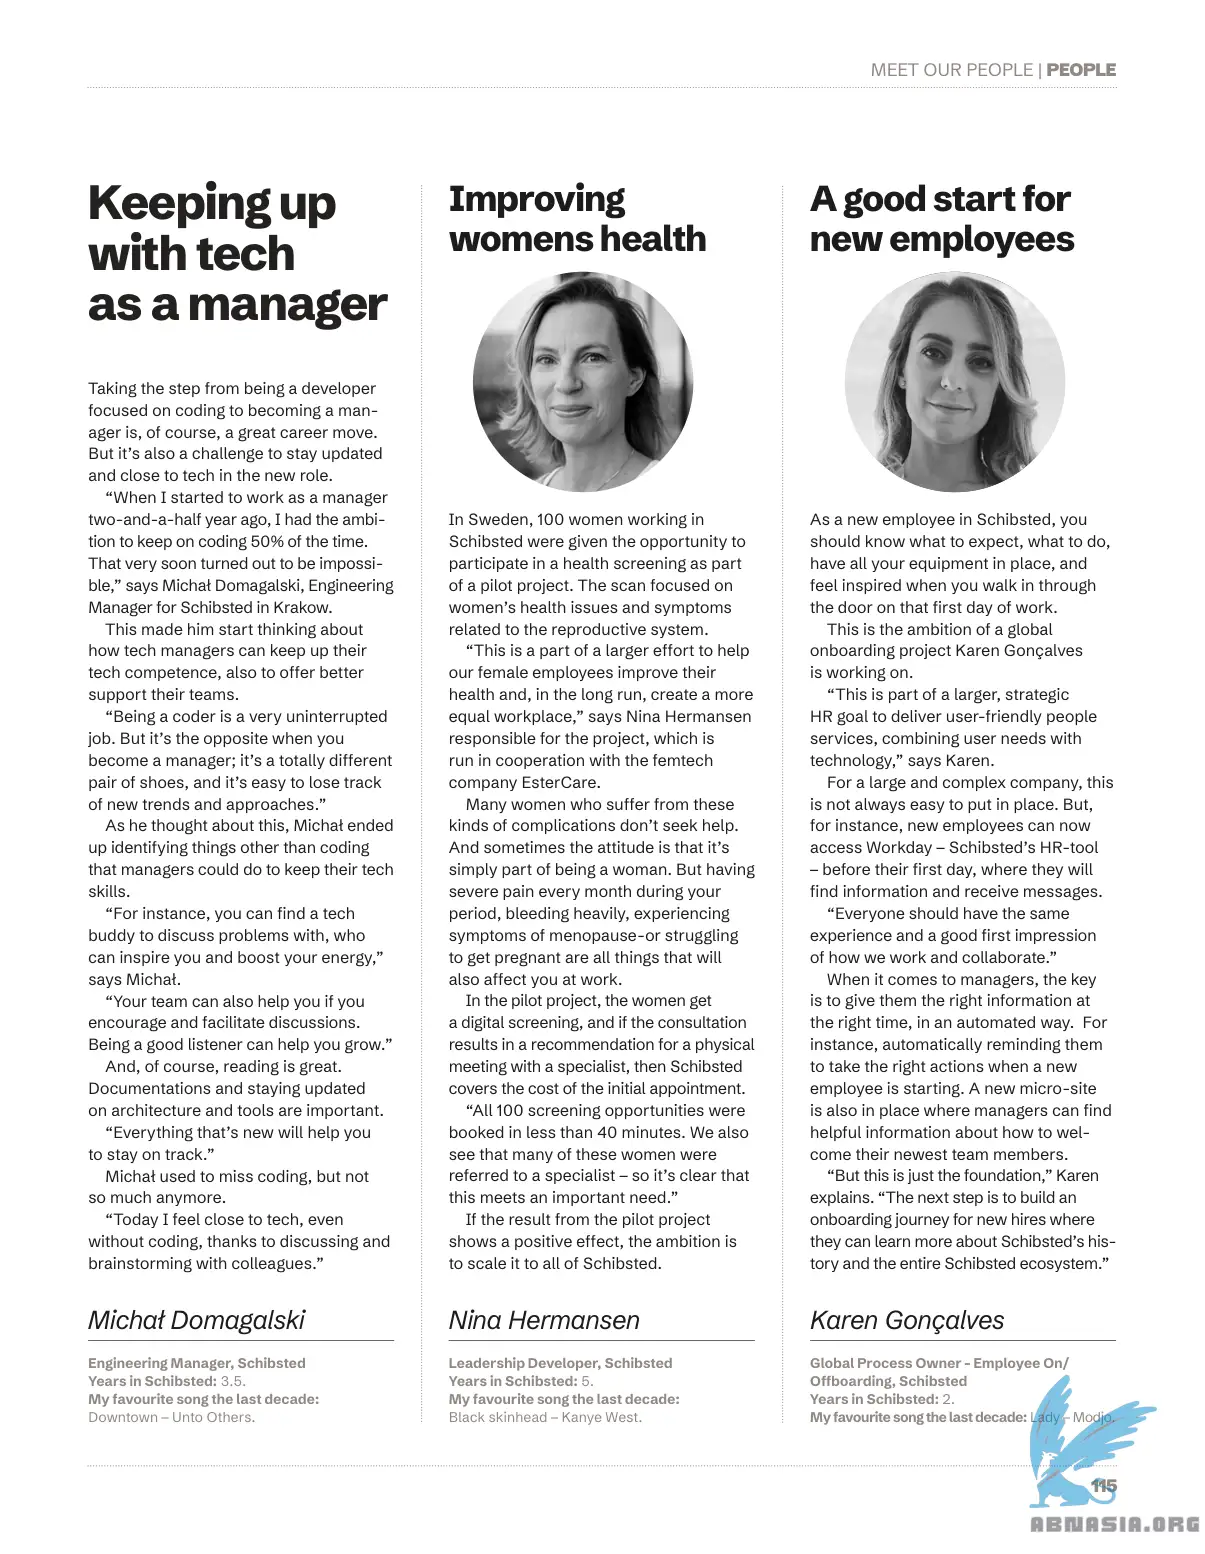 MEET OUR PEOPLE | PEOPLE
Keeping up
with tech
as a manager
Taking the step from being a developer
focused on coding to becoming a man-
ager is, of course, a great career move.
But it’s also a challenge to stay updated
and close to tech in the new role.
“When I started to work as a manager
two-and-a-half year ago, I had the ambi-
tion to keep on coding 50% of the time.
That very soon turned out to be impossi-
ble,” says Michał Domagalski, Engineering
Manager for Schibsted in Krakow.
This made him start thinking about
how tech managers can keep up their
tech competence, also to offer better
support their teams.
“Being a coder is a very uninterrupted
job. But it’s the opposite when you
become a manager; it’s a totally different
pair of shoes, and it’s easy to lose track
of new trends and approaches.”
As he thought about this, Michał ended
up identifying things other than coding
that managers could do to keep their tech
skills.
“For instance, you can find a tech
buddy to discuss problems with, who
can inspire you and boost your energy,”
says Michał.
“Your team can also help you if you
encourage and facilitate discussions.
Being a good listener can help you grow.”
And, of course, reading is great.
Documentations and staying updated
on architecture and tools are important.
“Everything that’s new will help you
to stay on track.”
Michał used to miss coding, but not
so much anymore.
“Today I feel close to tech, even
without coding, thanks to discussing and
brainstorming with colleagues.”
Michał Domagalski
Engineering Manager, Schibsted
Years in Schibsted: 3.5.
My favourite song the last decade:
Downtown – Unto Others.
Improving
womens health
In Sweden, 100 women working in
Schibsted were given the opportunity to
participate in a health screening as part
of a pilot project. The scan focused on
women’s health issues and symptoms
related to the reproductive system.
“This is a part of a larger effort to help
our female employees improve their
health and, in the long run, create a more
equal workplace,” says Nina Hermansen
responsible for the project, which is
run in cooperation with the femtech
company EsterCare.
Many women who suffer from these
kinds of complications don’t seek help.
And sometimes the attitude is that it’s
simply part of being a woman. But having
severe pain every month during your
period, bleeding heavily, experiencing
symptoms of menopause-or struggling
to get pregnant are all things that will
also affect you at work.
In the pilot project, the women get
a digital screening, and if the consultation
results in a recommendation for a physical
meeting with a specialist, then Schibsted
covers the cost of the initial appointment.
“All 100 screening opportunities were
booked in less than 40 minutes. We also
see that many of these women were
referred to a specialist – so it’s clear that
this meets an important need.”
If the result from the pilot project
shows a positive effect, the ambition is
to scale it to all of Schibsted.
Nina Hermansen
Leadership Developer, Schibsted
Years in Schibsted: 5.
My favourite song the last decade:
Black skinhead – Kanye West.
A good start for
new employees
As a new employee in Schibsted, you
should know what to expect, what to do,
have all your equipment in place, and
feel inspired when you walk in through
the door on that first day of work.
This is the ambition of a global
onboarding project Karen Gonçalves
is working on.
“This is part of a larger, strategic
HR goal to deliver user-friendly people
services, combining user needs with
technology,” says Karen.
For a large and complex company, this
is not always easy to put in place. But,
for instance, new employees can now
access Workday – Schibsted’s HR-tool
– before their first day, where they will
find information and receive messages.
“Everyone should have the same
experience and a good first impression
of how we work and collaborate.”
When it comes to managers, the key
is to give them the right information at
the right time, in an automated way. For
instance, automatically reminding them
to take the right actions when a new
employee is starting. A new micro-site
is also in place where managers can find
helpful information about how to wel-
come their newest team members.
“But this is just the foundation,” Karen
explains. “The next step is to build an
onboarding journey for new hires where
they can learn more about Schibsted’s his-
tory and the entire Schibsted ecosystem.”
Karen Gonçalves
Global Process Owner - Employee On/
Offboarding, Schibsted
Years in Schibsted: 2.
My favourite song the last decade: Lady – Modjo.
115
ABNASIA.ORG